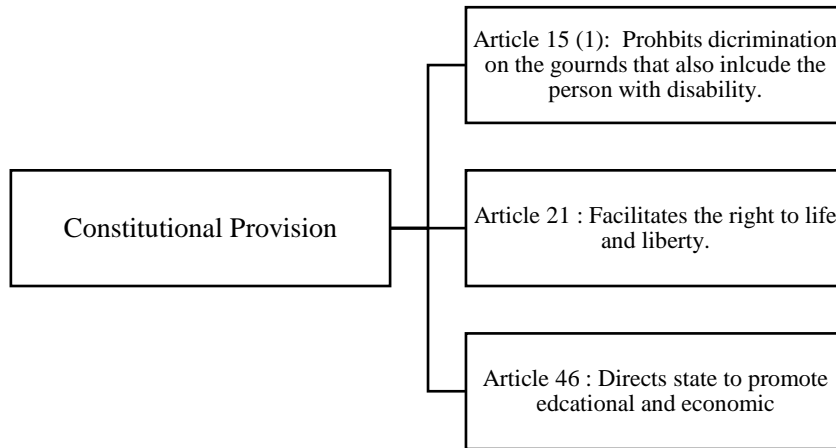 Constitutional Provision
Article 15 (1):  Prohbits dicrimination
on the gournds that also inlcude the
person with disability.
Article 21 : Facilitates the right to life
and liberty.
Article 46 : Directs state to promote
edcational and economic